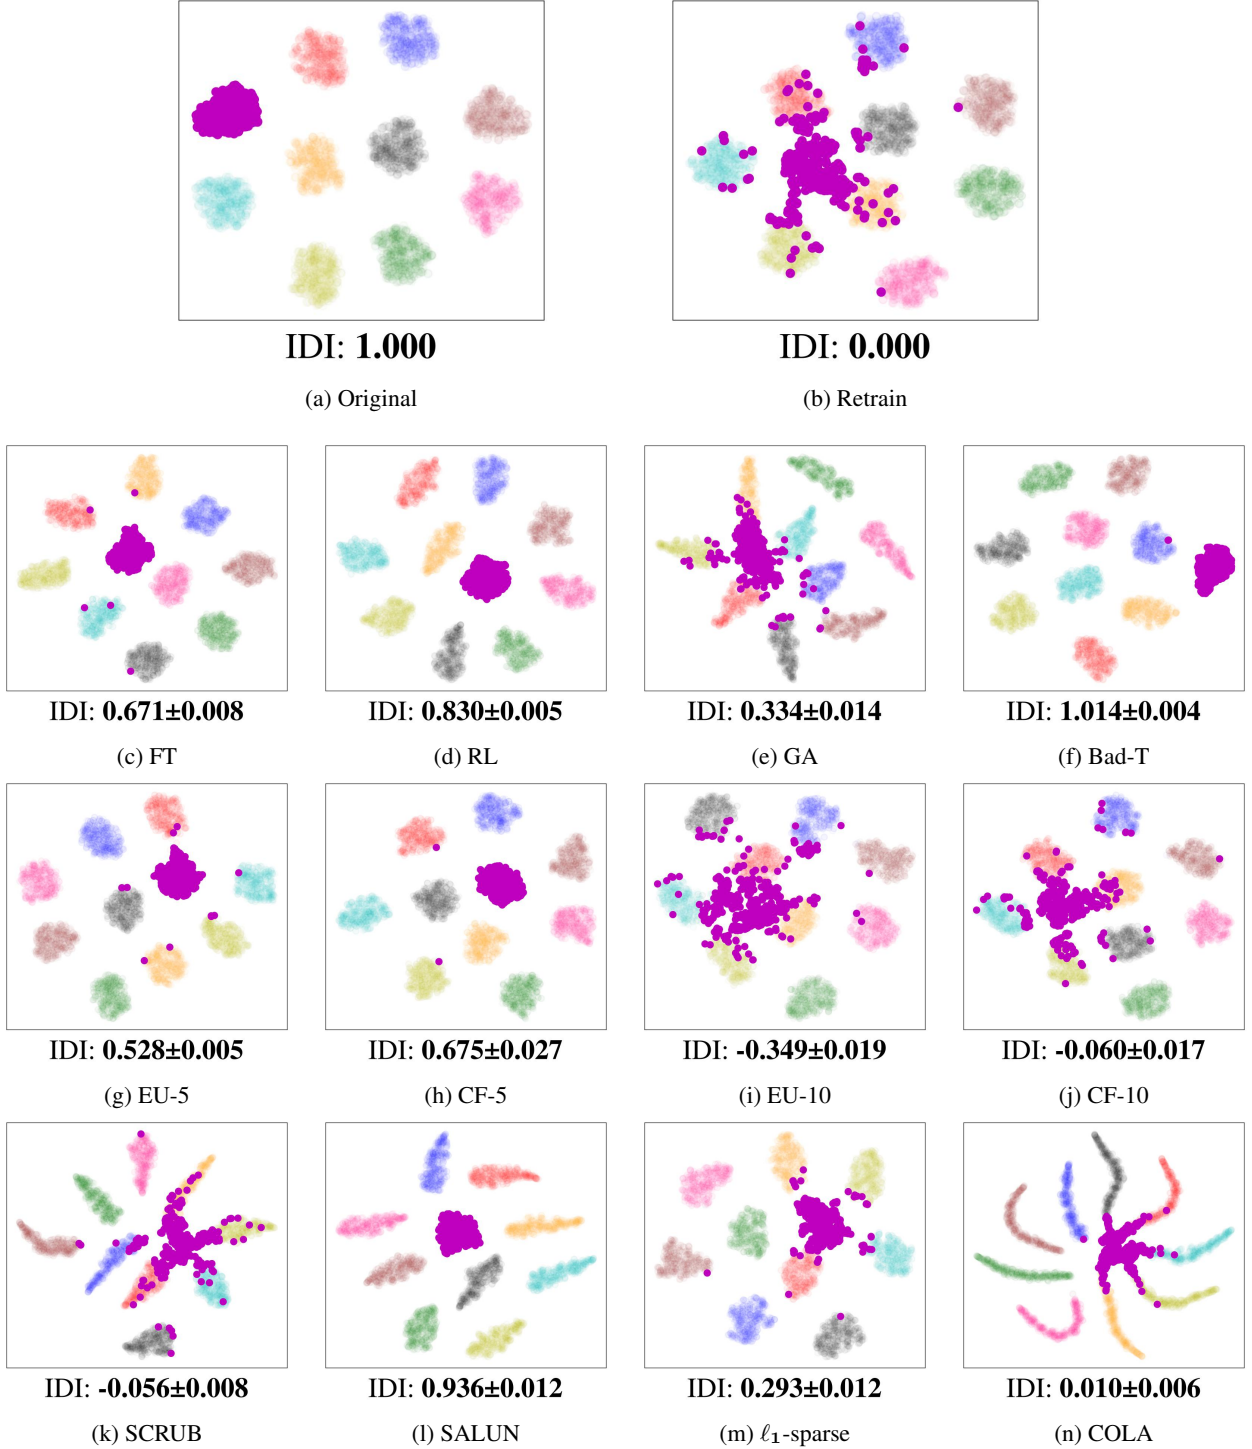 IDI: 1.000
IDI: 0.000
(a) Original
(b) Retrain
IDI: 0.671±0.008
IDI: 0.830±0.005
IDI: 0.334±0.014
IDI: 1.014±0.004
(c) FT
(d) RL
(e) GA
(f) Bad-T
IDI: 0.528±0.005
IDI: 0.675±0.027
IDI: -0.349±0.019
IDI: -0.060±0.017
(g) EU-5
(h) CF-5
(i) EU-10
(j) CF-10
IDI: -0.056±0.008
IDI: 0.936±0.012
IDI: 0.293±0.012
IDI: 0.010±0.006
(k) SCRUB
(l) SALUN
(m) ℓ1-sparse
(n) COLA